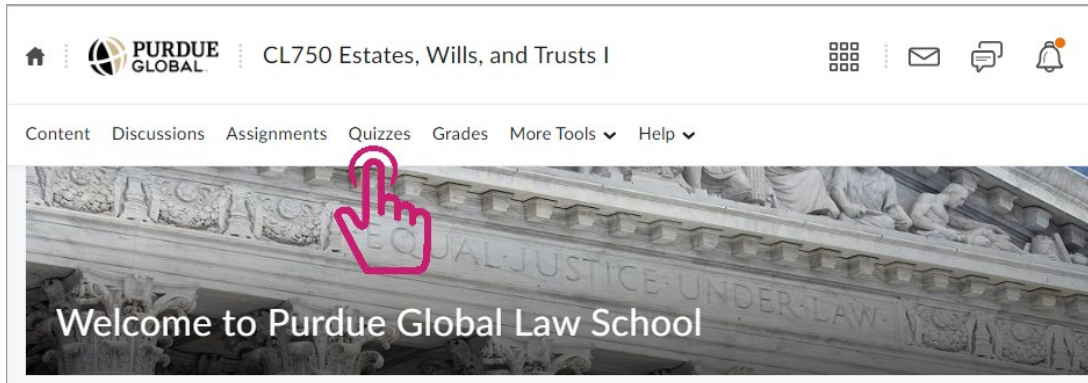 PURDUE
GLOBAL
CL750 Estates, Wills, and Trusts I
Content Discussions Assignments Quizzes Grades More Tools Help
EQUAL·JUSTICE·UNDER·LAW·
Welcome to Purdue Global Law School